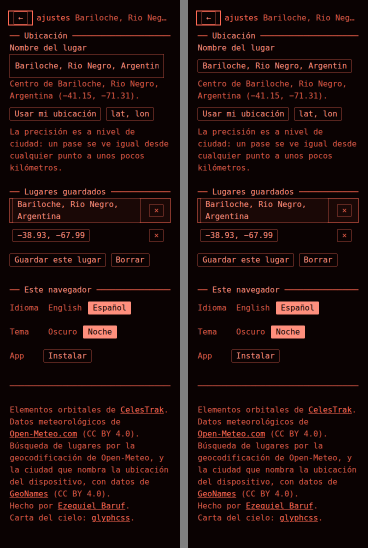 ← ajustes Bariloche, Río Neg…
Ubicación
Nombre del lugar
Bariloche, Río Negro, Argentin
Centro de Bariloche, Río Negro,
Argentina (−41.15, −71.31).
Usar mi ubicación lat, lon
La precisión es a nivel de
ciudad: un pase se ve igual desde
cualquier punto a unos pocos
kilómetros.
Lugares guardados
Bariloche, Río Negro,
Argentina ×
−38.93, −67.99 ×
Guardar este lugar Borrar
Este navegador
Idioma English Español
Tema Oscuro Noche
App Instalar
Elementos orbitales de CelesTrak.
Datos meteorológicos de
Open-Meteo.com (CC BY 4.0).
Búsqueda de lugares por la
geocodificación de Open-Meteo, y
la ciudad que nombra la ubicación
del dispositivo, con datos de
GeoNames (CC BY 4.0).
Hecho por Ezequiel Baruf.
Carta del cielo: glyphcss.
← ajustes Bariloche, Río Neg…
Ubicación
Nombre del lugar
Bariloche, Río Negro, Argentin
Centro de Bariloche, Río Negro,
Argentina (−41.15, −71.31).
Usar mi ubicación lat, lon
La precisión es a nivel de
ciudad: un pase se ve igual desde
cualquier punto a unos pocos
kilómetros.
Lugares guardados
Bariloche, Río Negro,
Argentina ×
−38.93, −67.99 ×
Guardar este lugar Borrar
Este navegador
Idioma English Español
Tema Oscuro Noche
App Instalar
Elementos orbitales de CelesTrak.
Datos meteorológicos de
Open-Meteo.com (CC BY 4.0).
Búsqueda de lugares por la
geocodificación de Open-Meteo, y
la ciudad que nombra la ubicación
del dispositivo, con datos de
GeoNames (CC BY 4.0).
Hecho por Ezequiel Baruf.
Carta del cielo: glyphcss.